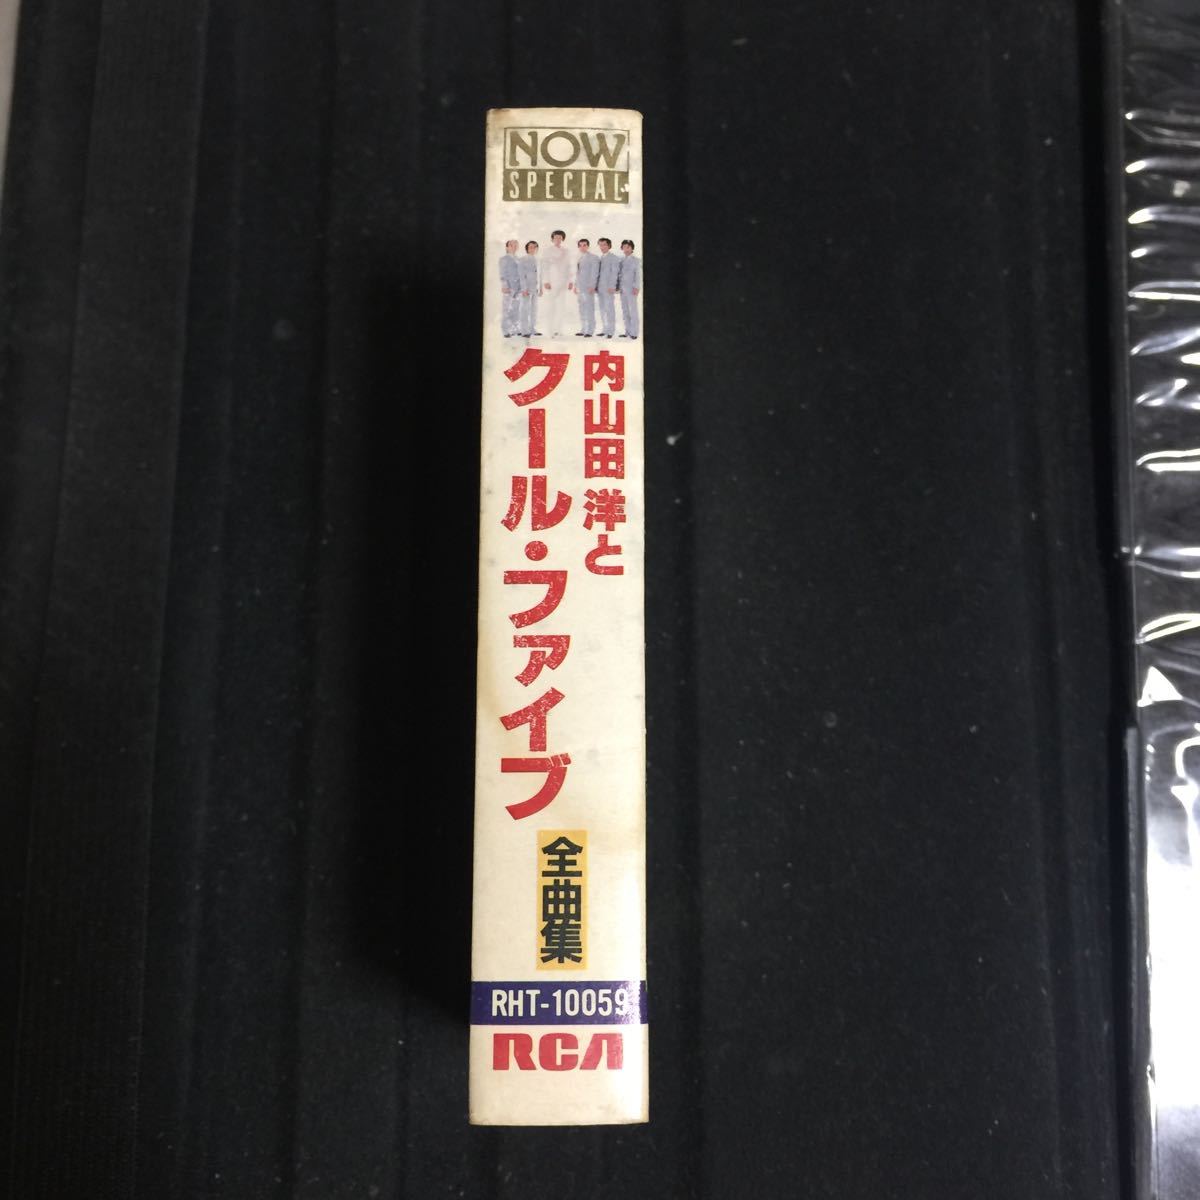 NOW
SPECIAL
内山田 洋と
クール・ファイブ
全曲集
RHT-10059
RCA